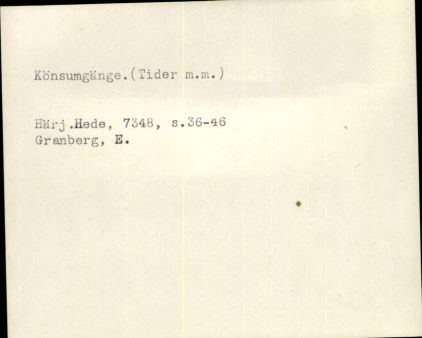 Könsumgänge.(Tider m.m.)
Härj.Hede, 7348, s.36-46
Granberg, E.